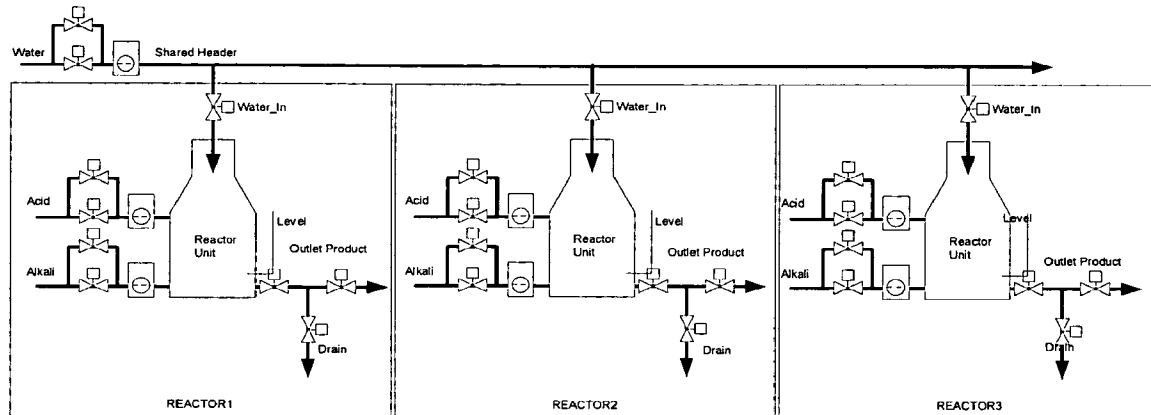 Water
Shared Header
Water_In
Acid
Alkali
Reactor
Unit
Level
Outlet Product
Drain
REACTOR1
Water_In
Acid
Alkali
Reactor
Unit
Level
Outlet Product
Drain
REACTOR2
Water_In
Acid
Alkali
Reactor
Unit
Level
Outlet Product
Drain
REACTOR3